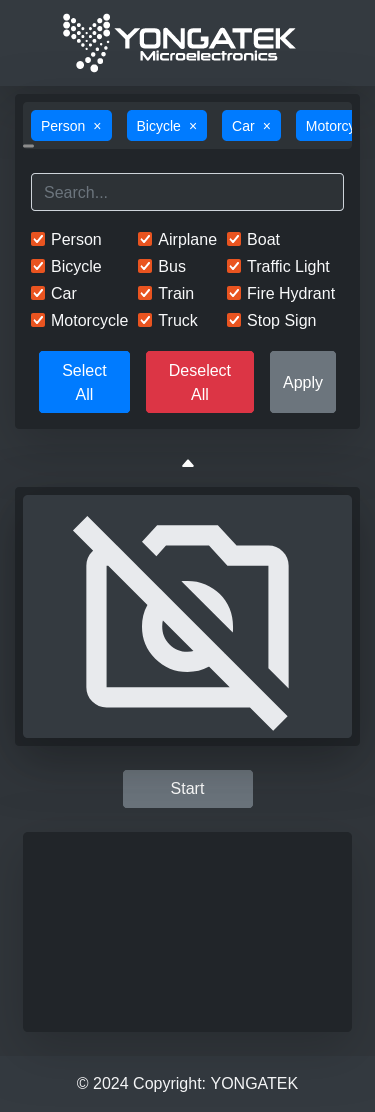 YONGATEK
Microelectronics
Person × Bicycle × Car × Motorcy
Search...
Person Airplane Boat
Bicycle Bus Traffic Light
Car Train Fire Hydrant
Motorcycle Truck Stop Sign
Select All Deselect All Apply
Start
© 2024 Copyright: YONGATEK